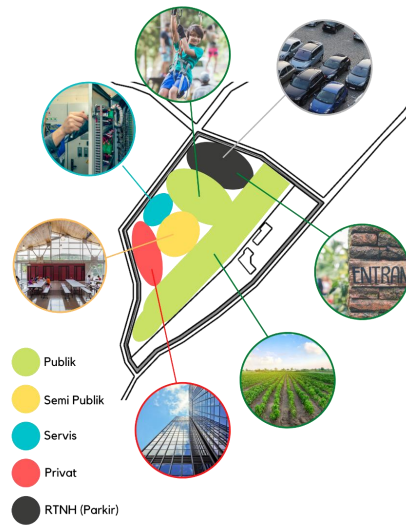 ENTRAN
Publik
Semi Publik
Servis
Privat
RTNH (Parkir)